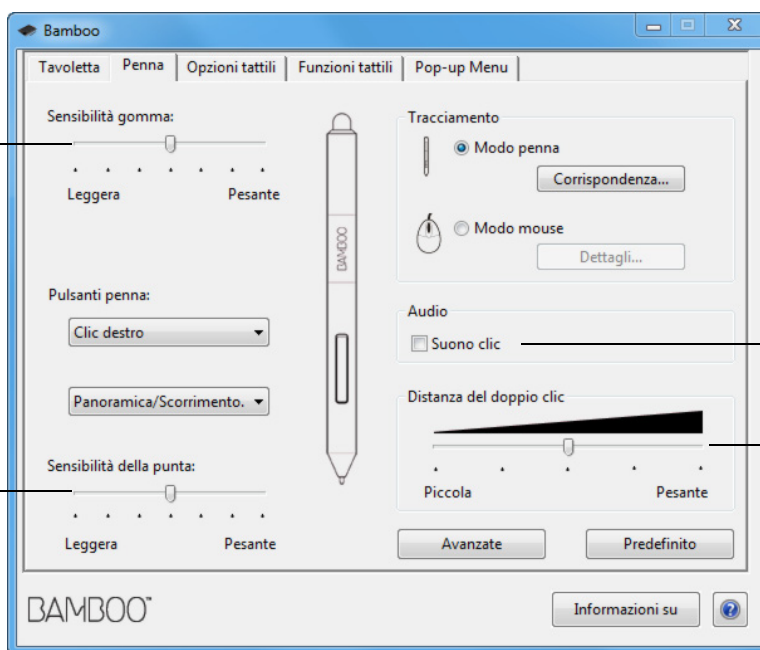 Bamboo
Tavoletta Penna Opzioni tattili Funzioni tattili Pop-up Menu
Sensibilità gomma:
Leggera Pesante
Pulsanti penna:
Clic destro
Panoramica/Scorrimento.
Sensibilità della punta:
Leggera Pesante
BAMBOO
Tracciamento
Modo penna
Corrispondenza...
Modo mouse
Dettagli...
Audio
Suono clic
Distanza del doppio clic
Piccola Pesante
Avanzate Predefinito
BAMBOO™
Informazioni su ?